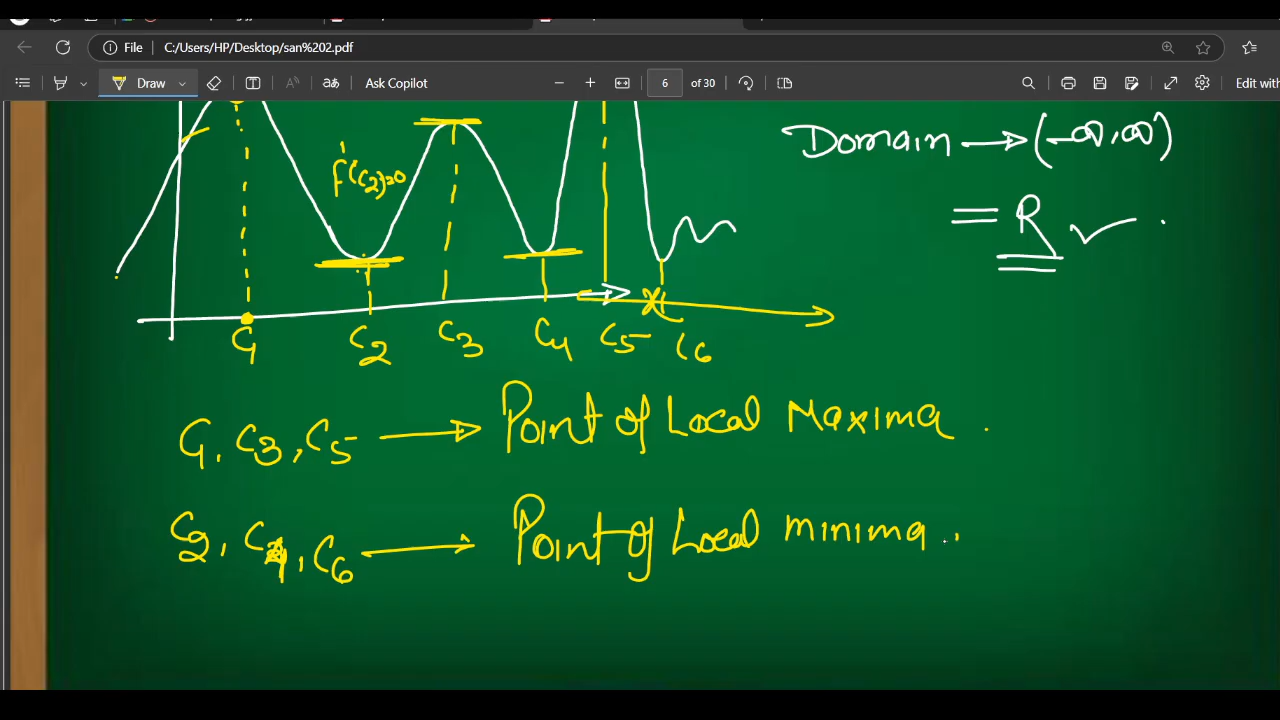 File | C:/Users/HP/Desktop/san%202.pdf
Draw | aあ | Ask Copilot 6 of 30 Edit with
Domain → (-∞, ∞)
= R ✓
f'(c2)=0
C1 C2 C3 C4 C5 C6
C1, C3, C5 → Point of Local Maxima.
C2, C4, C6 → Point of Local minima.